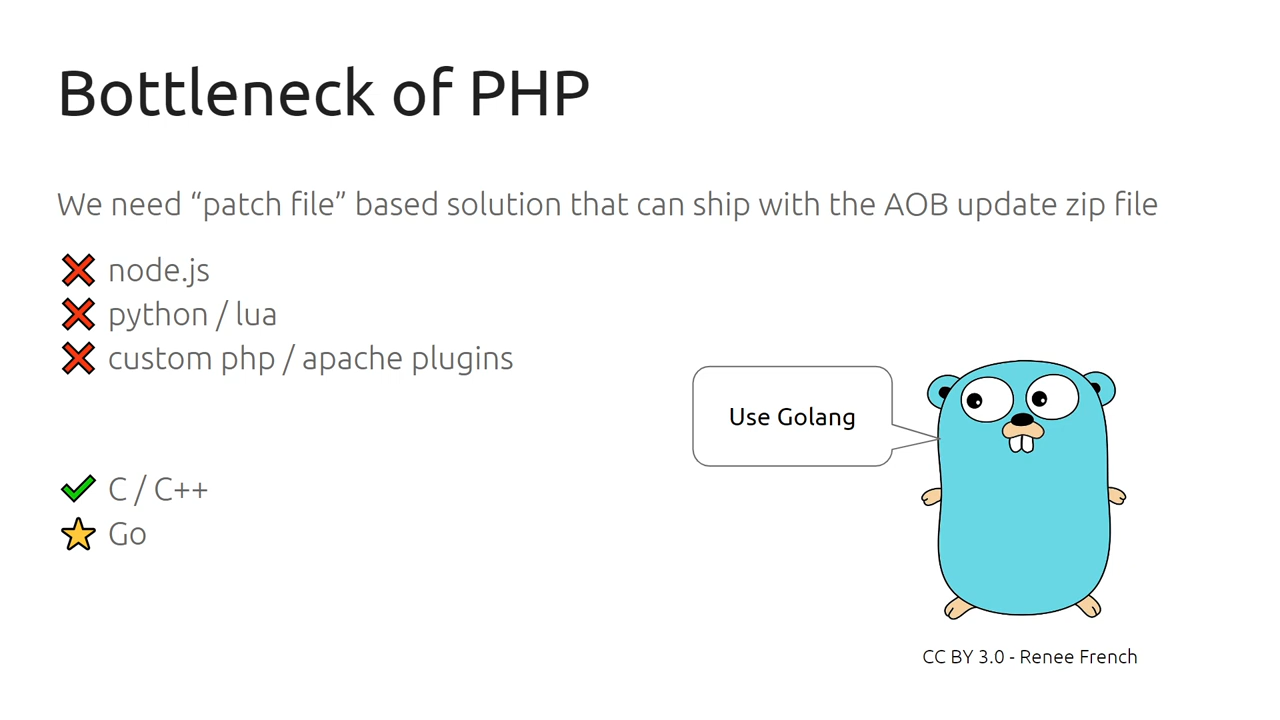 Bottleneck of PHP
We need “patch file” based solution that can ship with the AOB update zip file
node.js
python / lua
custom php / apache plugins
Use Golang
C / C++
Go
CC BY 3.0 - Renee French